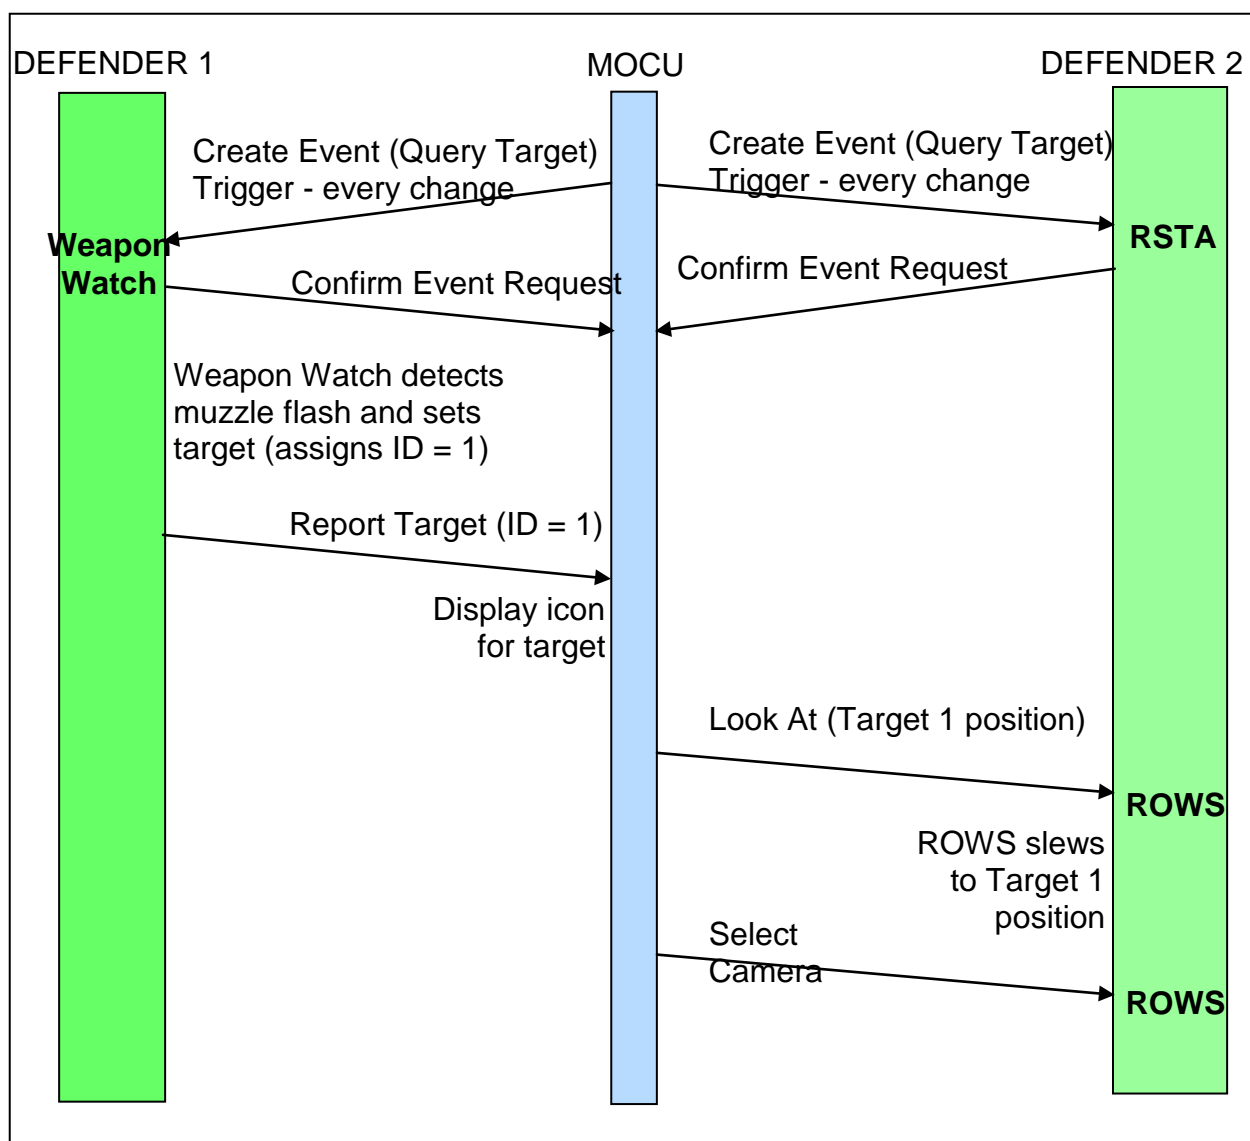 DEFENDER 1
MOCU
DEFENDER 2
Create Event (Query Target)
Trigger - every change
Create Event (Query Target)
Trigger - every change
Weapon
Watch
RSTA
Confirm Event Request
Confirm Event Request
Weapon Watch detects
muzzle flash and sets
target (assigns ID = 1)
Report Target (ID = 1)
Display icon
for target
Look At (Target 1 position)
ROWS
ROWS slews
to Target 1
position
Select
Camera
ROWS